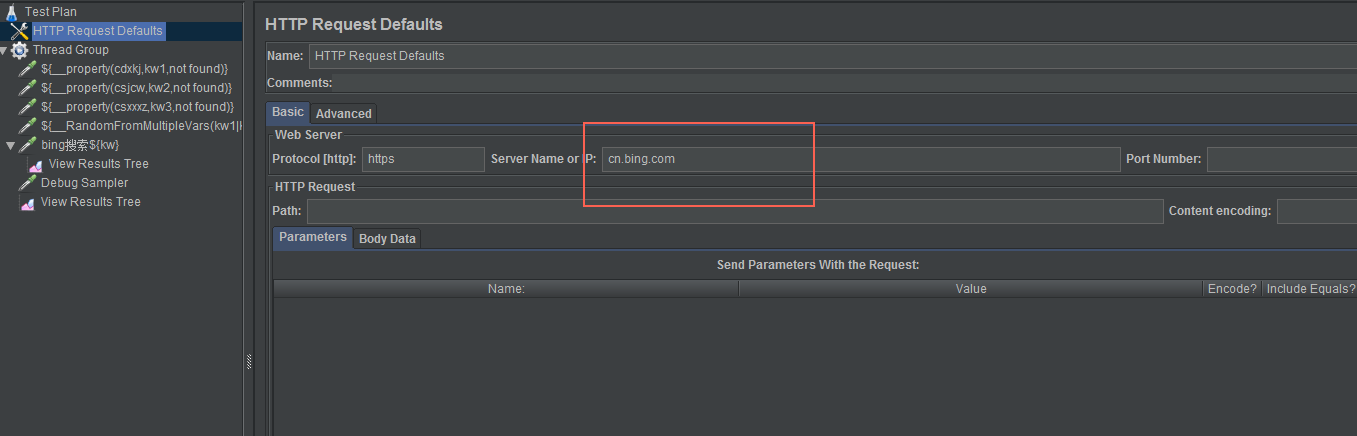 Test Plan
HTTP Request Defaults
Thread Group
${__property(cdxkj,kw1,not found)}
${__property(csjcw,kw2,not found)}
${__property(csxxxz,kw3,not found)}
${__RandomFromMultipleVars(kw1|
bing搜索${kw}
View Results Tree
Debug Sampler
View Results Tree
HTTP Request Defaults
Name: HTTP Request Defaults
Comments:
Basic Advanced
Web Server
Protocol [http]: https Server Name or IP: cn.bing.com Port Number:
HTTP Request
Path: Content encoding:
Parameters Body Data
Send Parameters With the Request:
Name: Value Encode? Include Equals?